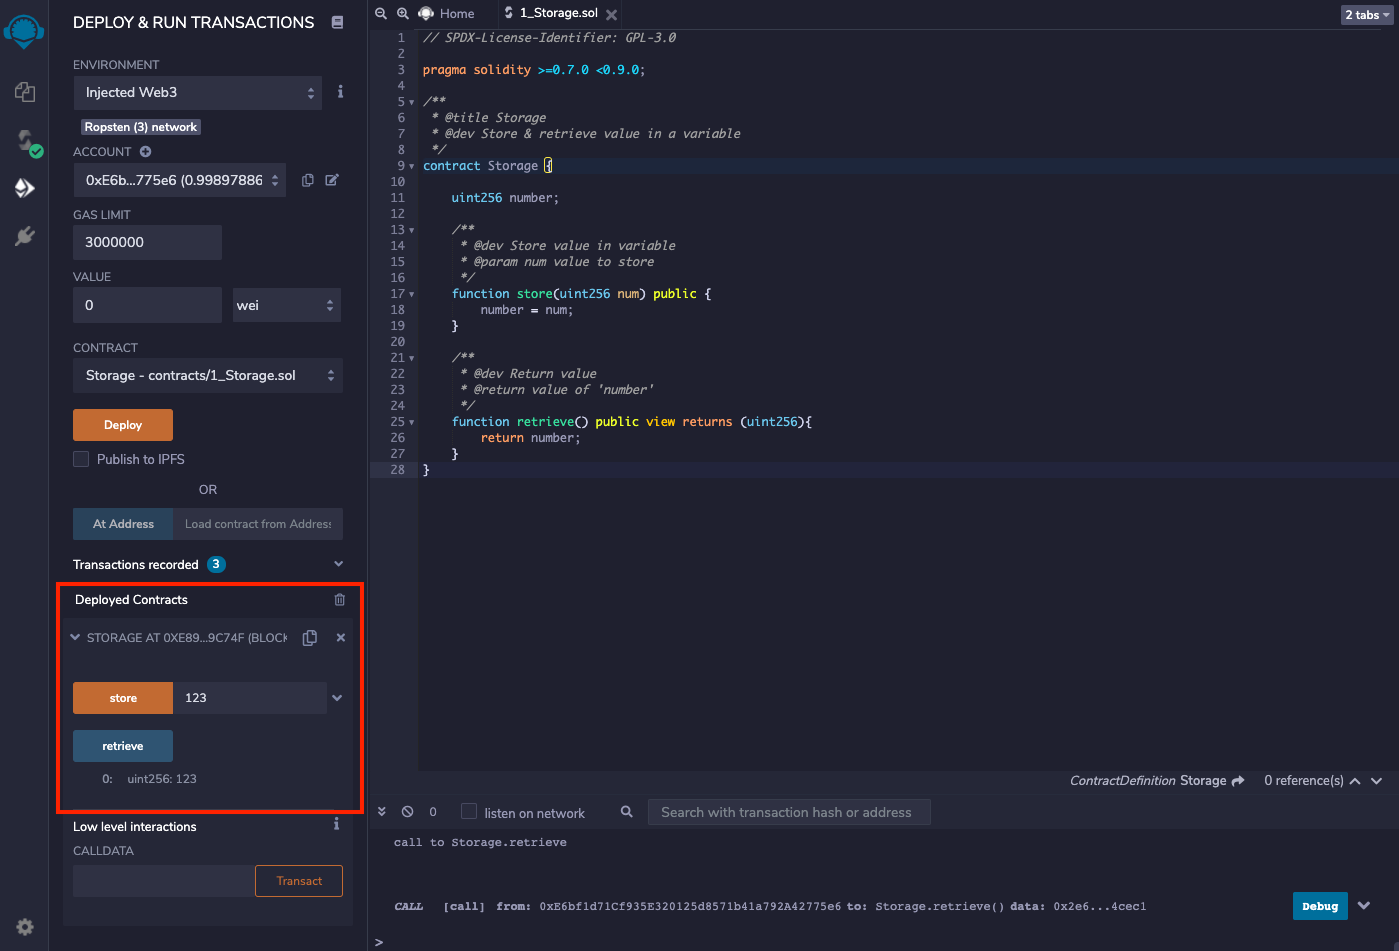 DEPLOY & RUN TRANSACTIONS
ENVIRONMENT
Injected Web3
Ropsten (3) network
ACCOUNT
0xE6b...775e6 (0.99897886
GAS LIMIT
3000000
VALUE
0
wei
CONTRACT
Storage - contracts/1_Storage.sol
Deploy
Publish to IPFS
OR
At Address
Load contract from Address
Transactions recorded 3
Deployed Contracts
STORAGE AT 0XE89...9C74F (BLOCK
store
123
retrieve
0: uint256: 123
Low level interactions
CALLDATA
Transact
Home
1_Storage.sol
2 tabs
1 // SPDX-License-Identifier: GPL-3.0
2
3 pragma solidity >=0.7.0 <0.9.0;
4
5 /**
6 * @title Storage
7 * @dev Store & retrieve value in a variable
8 */
9 contract Storage {
10
11 uint256 number;
12
13 /**
14 * @dev Store value in variable
15 * @param num value to store
16 */
17 function store(uint256 num) public {
18 number = num;
19 }
20
21 /**
22 * @dev Return value
23 * @return value of 'number'
24 */
25 function retrieve() public view returns (uint256){
26 return number;
27 }
28 }
ContractDefinition Storage 0 reference(s)
0 listen on network Search with transaction hash or address
call to Storage.retrieve
CALL [call] from: 0xE6bf1d71Cf935E320125d8571b41a792A42775e6 to: Storage.retrieve() data: 0x2e6...4cec1
Debug
>